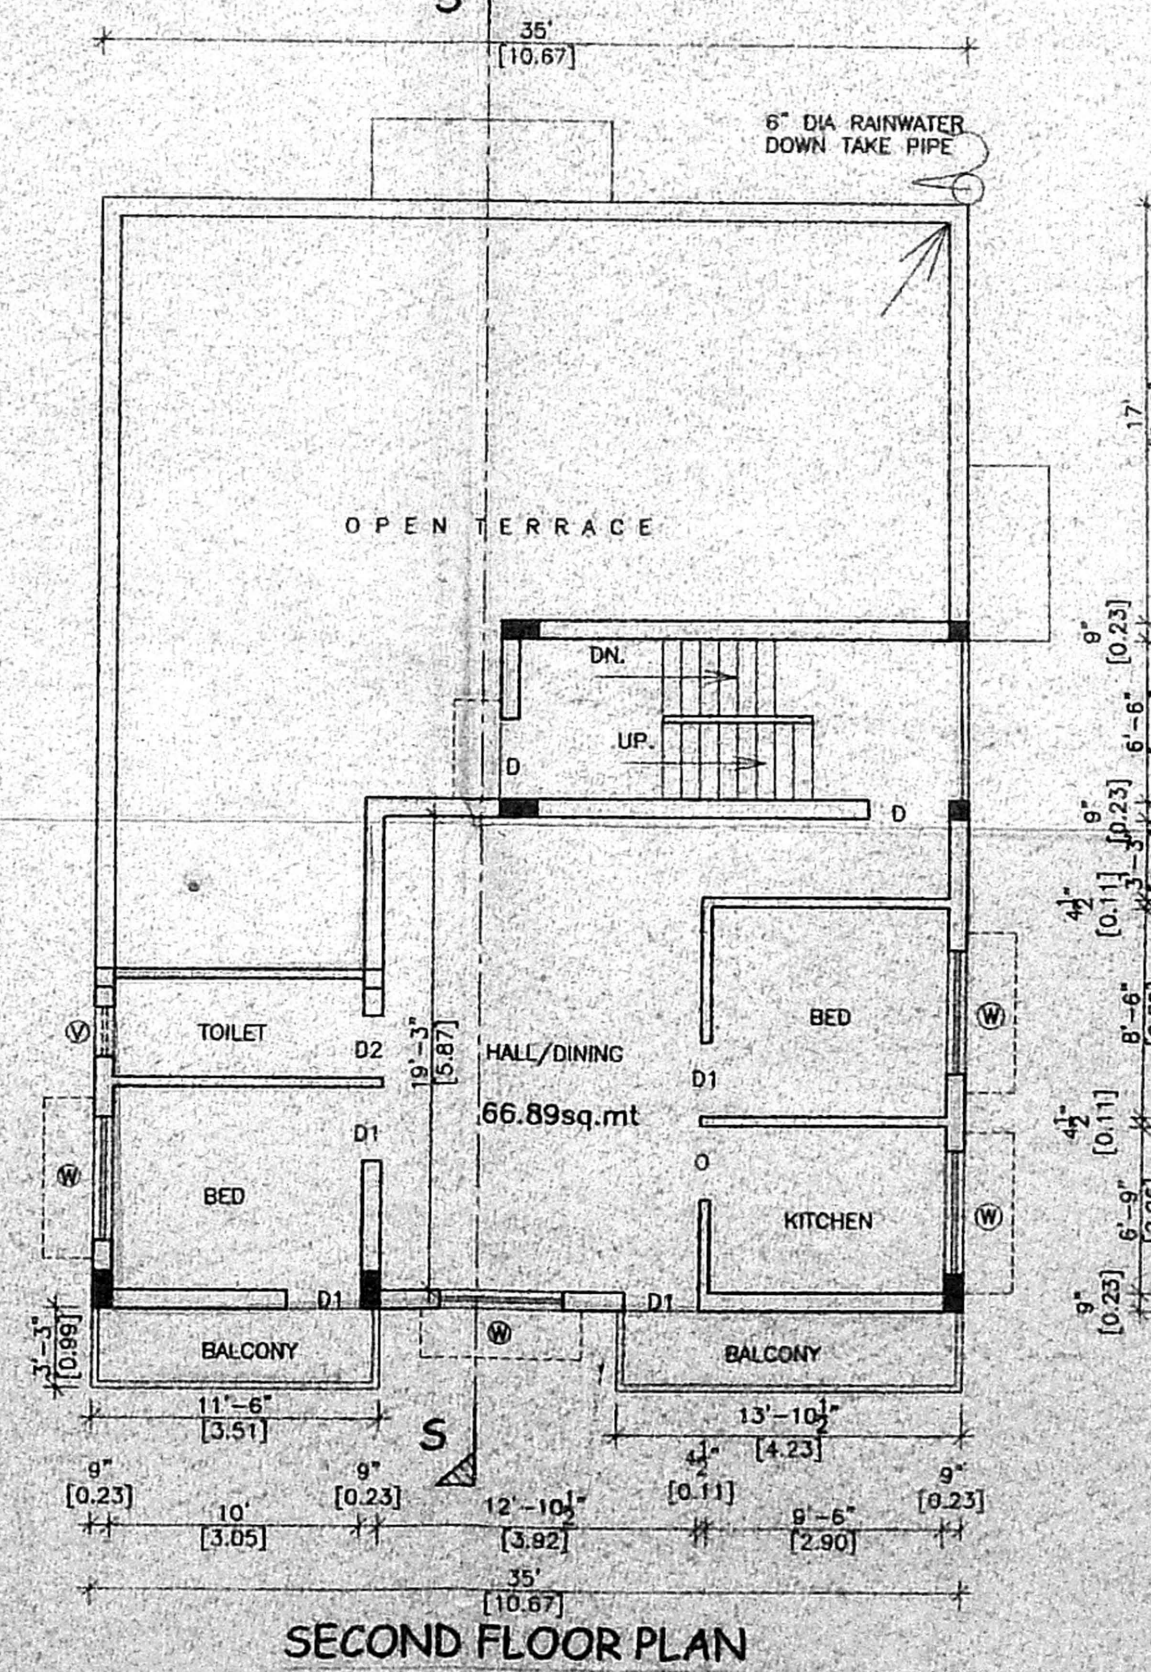 35'
[10.67]
6" DIA RAINWATER
DOWN TAKE PIPE
17'
OPEN TERRACE
9"
[0.23]
DN.
6'-6"
UP.
D
9"
[0.23]
D
3'-3"
4½"
[0.11]
TOILET
V
D2
19'-3"
[5.87]
HALL/DINING
BED
W
8'-6"
D1
66.89sq.mt
D1
4½"
[0.11]
O
W
BED
KITCHEN
W
6'-9"
D1
D1
9"
[0.23]
3'-3"
[0.99]
BALCONY
W
BALCONY
11'-6"
[3.51]
13'-10½"
[4.23]
S
9"
[0.23]
9"
[0.23]
4½"
[0.11]
9"
[0.23]
10'
[3.05]
12'-10½"
[3.92]
9'-6"
[2.90]
35'
[10.67]
SECOND FLOOR PLAN